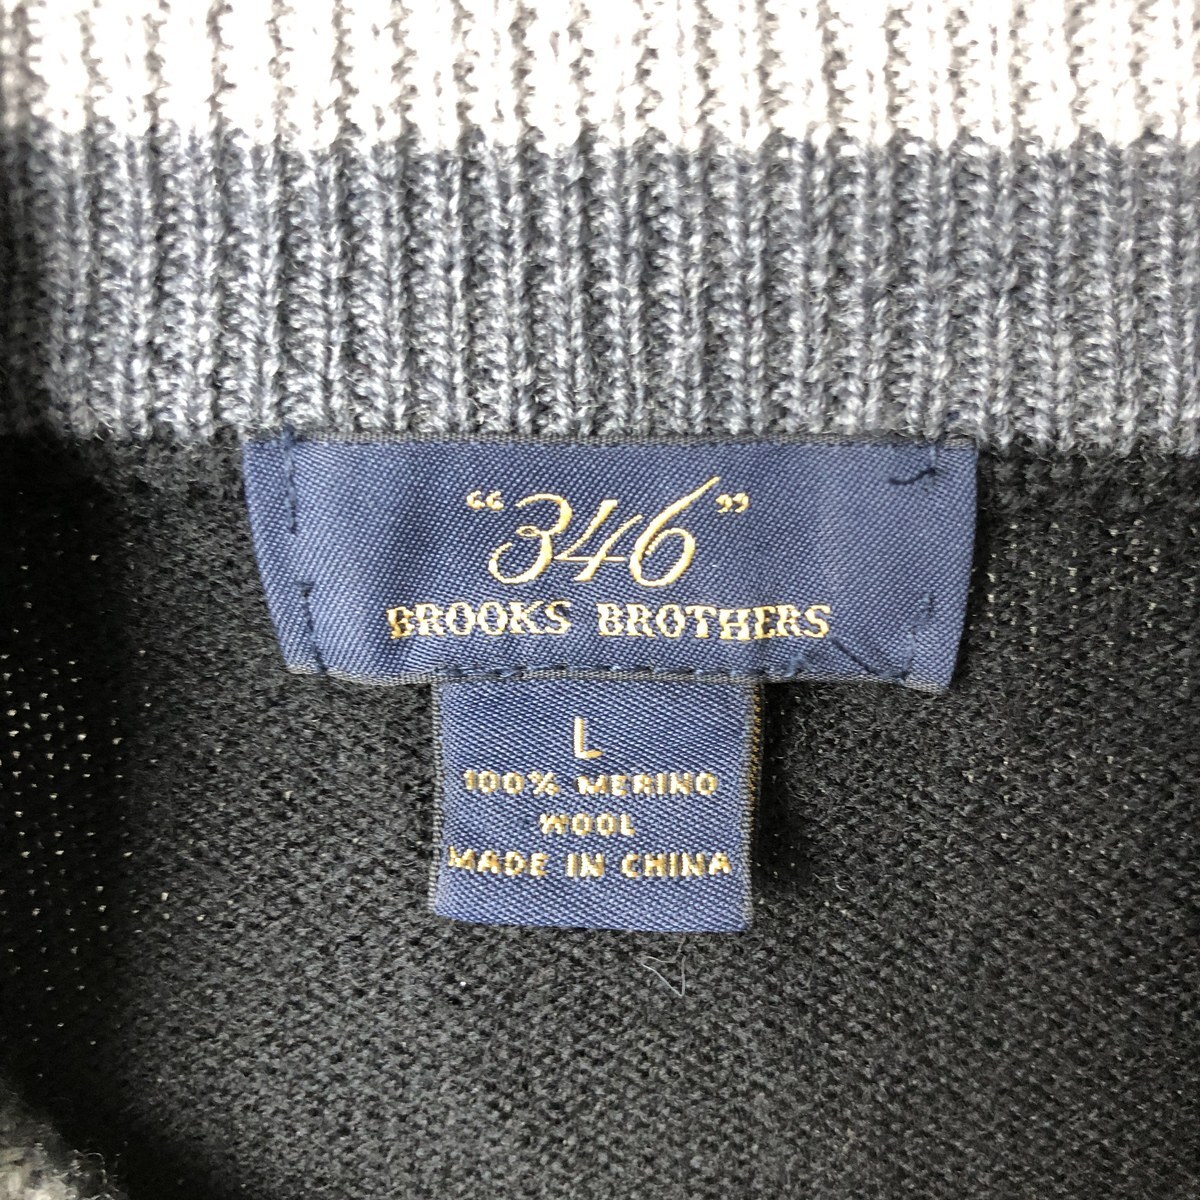 “346”
BROOKS BROTHERS
L
100% MERINO
WOOL
MADE IN CHINA